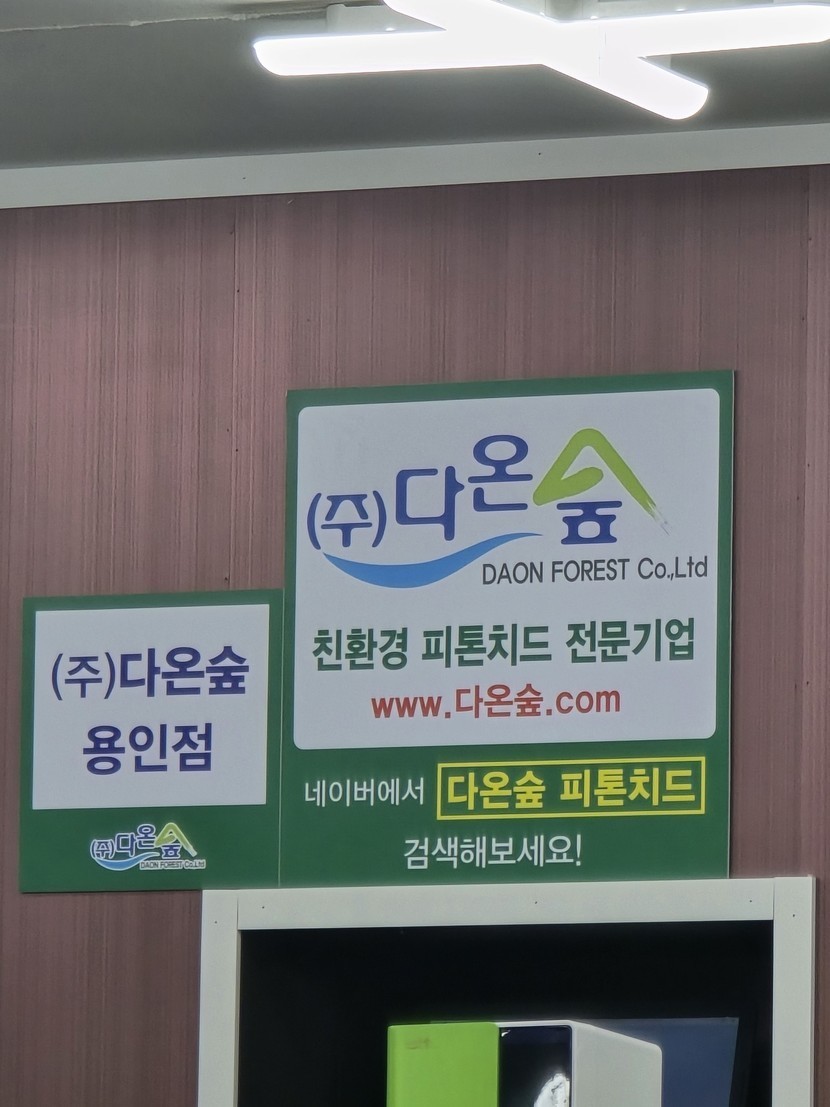 (주)다온숲
DAON FOREST Co.,Ltd
친환경 피톤치드 전문기업
www.다온숲.com
네이버에서 다온숲 피톤치드
검색해보세요!
(주)다온숲
용인점
(주)다온숲
DAON FOREST Co.,Ltd